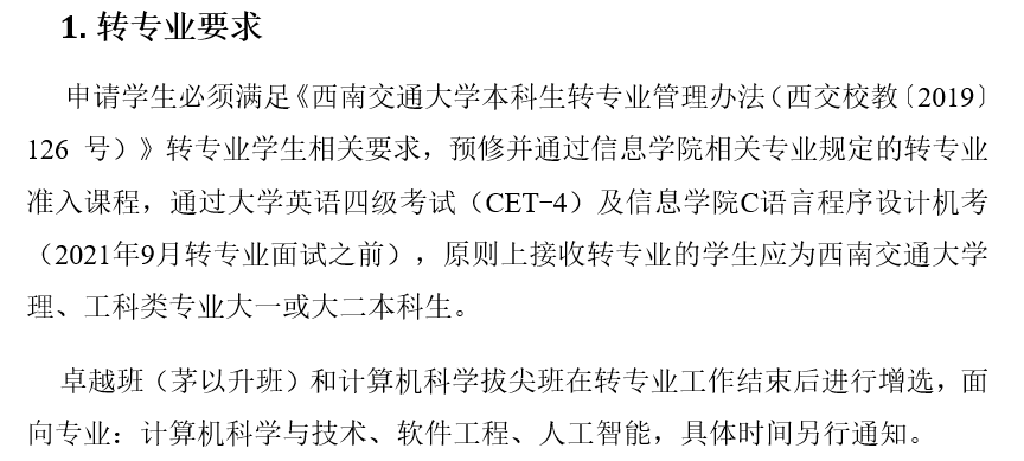 1. 转专业要求
申请学生必须满足《西南交通大学本科生转专业管理办法（西交校教〔2019〕
126 号）》转专业学生相关要求，预修并通过信息学院相关专业规定的转专业
准入课程，通过大学英语四级考试（CET-4）及信息学院C语言程序设计机考
（2021年9月转专业面试之前），原则上接收转专业的学生应为西南交通大学
理、工科类专业大一或大二本科生。
卓越班（茅以升班）和计算机科学拔尖班在转专业工作结束后进行增选，面
向专业：计算机科学与技术、软件工程、人工智能，具体时间另行通知。